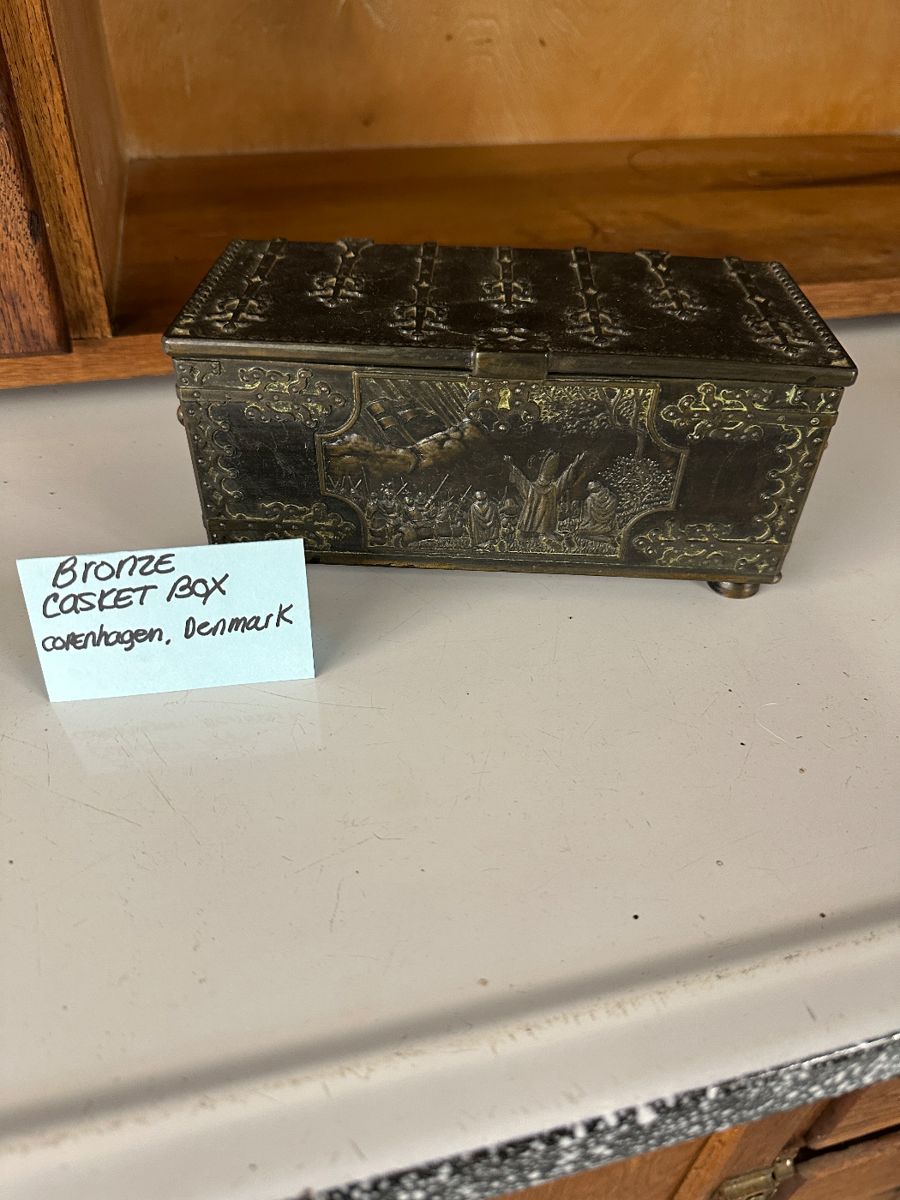 Bronze
Casket Box
Copenhagen, Denmark